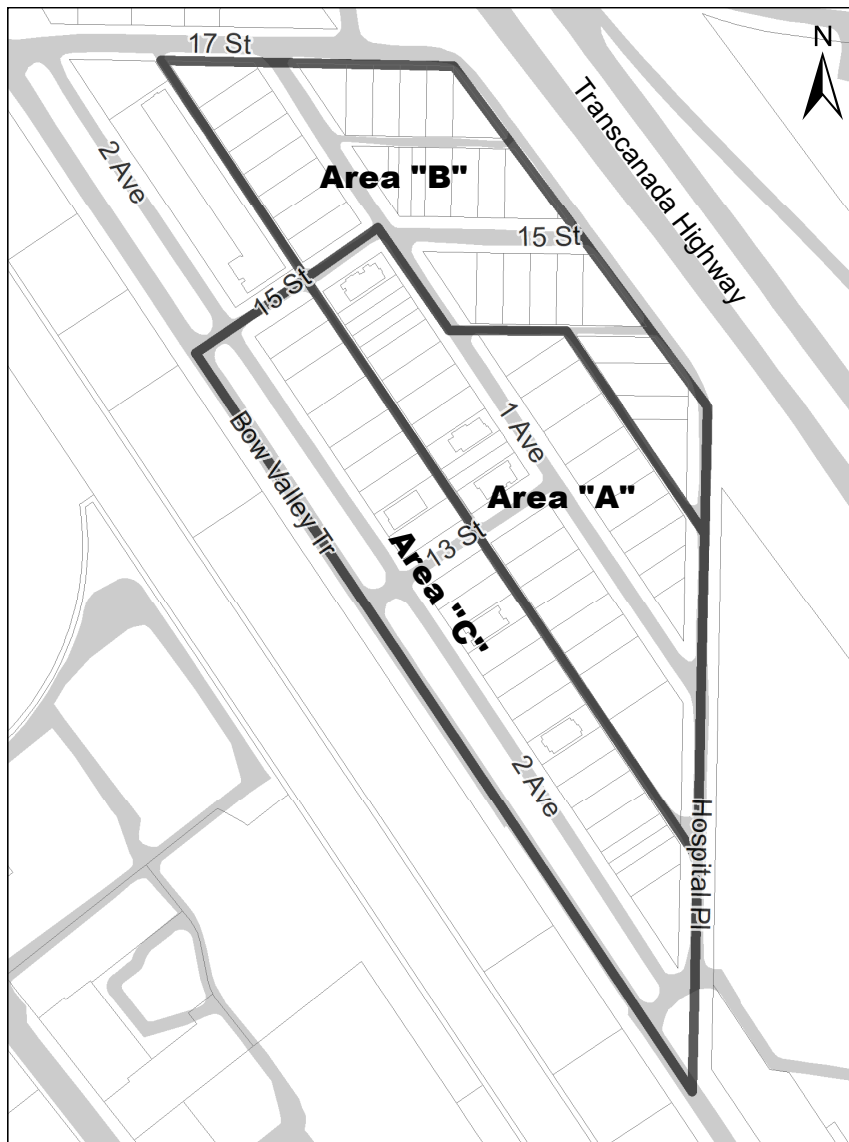 17 St
N
Transcanada Highway
2 Ave
Area "B"
15 St
15 St
1 Ave
Bow Valley Tr
Area "A"
13 St
Area "C"
2 Ave
Hospital Pl